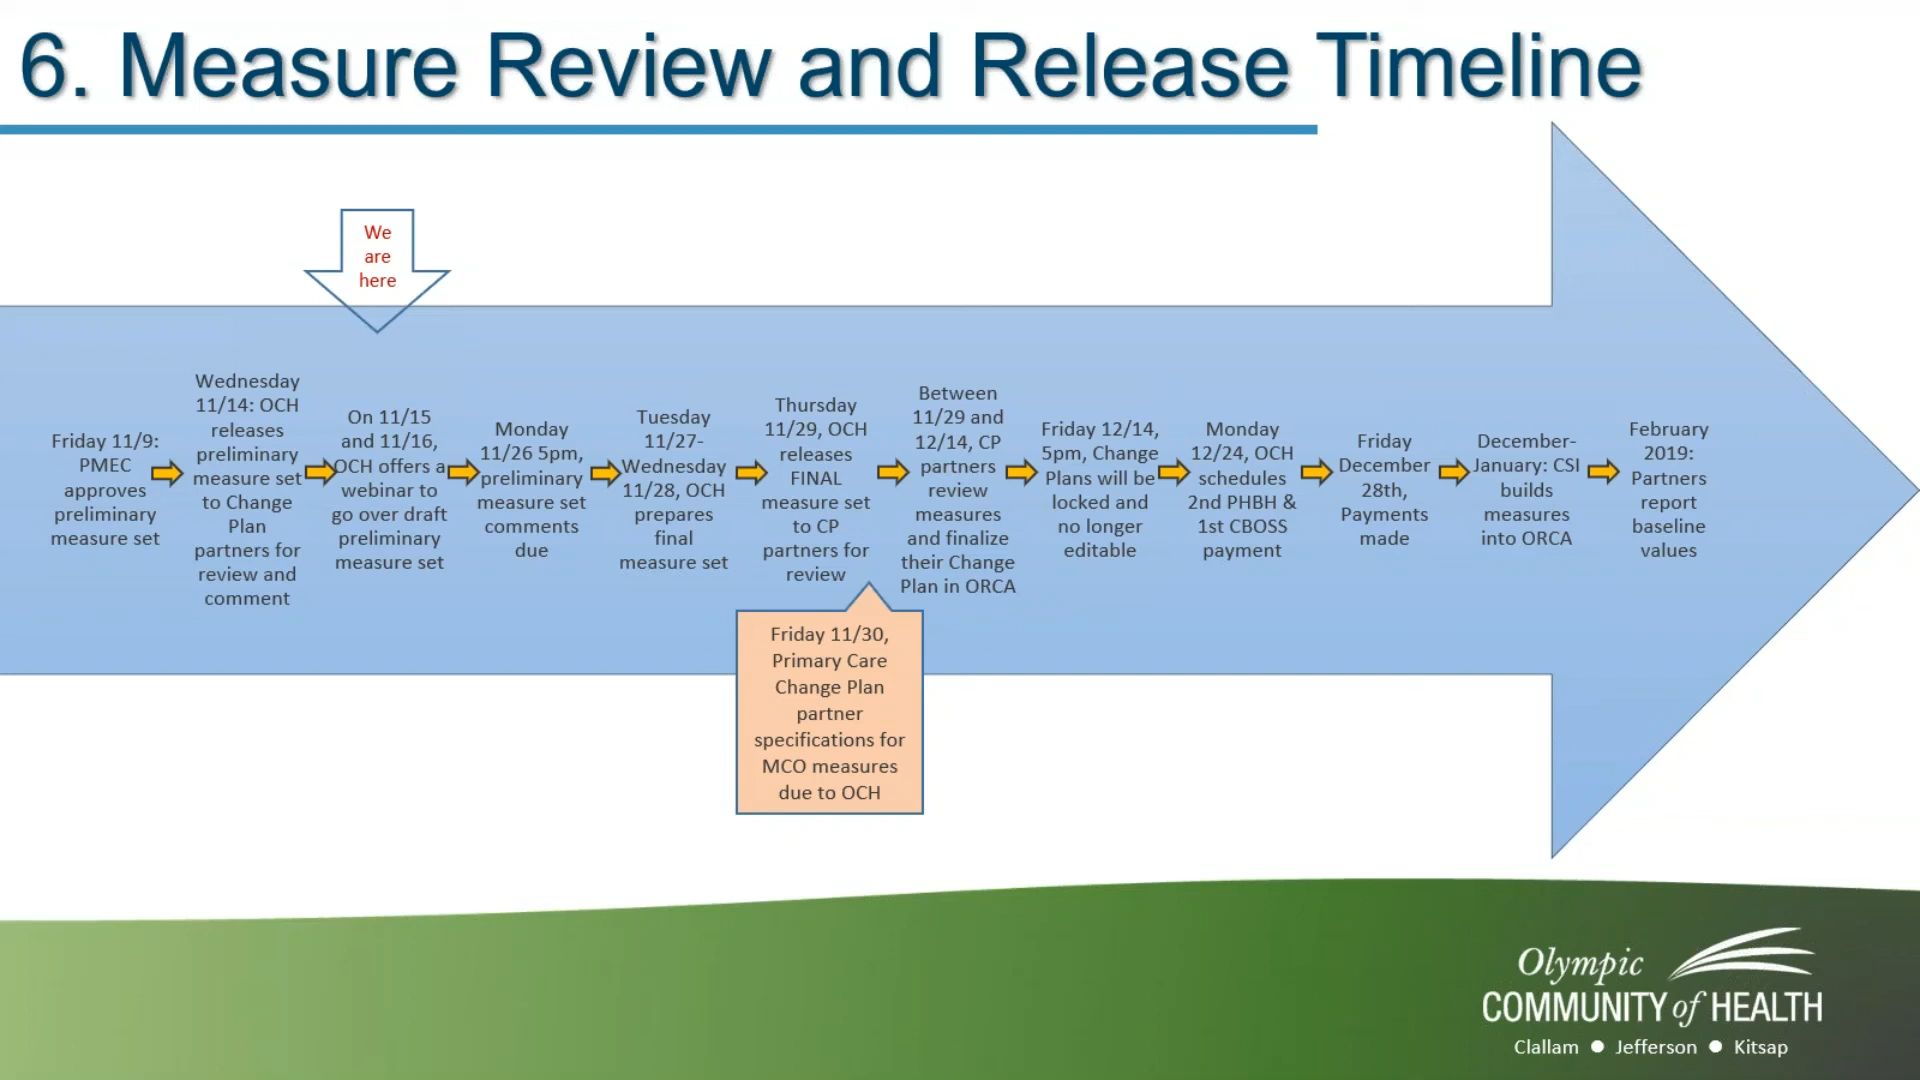 6. Measure Review and Release Timeline
We
are
here
Friday 11/9:
PMEC
approves
preliminary
measure set
Wednesday
11/14: OCH
releases
preliminary
measure set
to Change
Plan
partners for
review and
comment
On 11/15
and 11/16,
OCH offers a
webinar to
go over draft
preliminary
measure set
Monday
11/26 5pm,
preliminary
measure set
comments
due
Tuesday
11/27-
Wednesday
11/28, OCH
prepares
final
measure set
Thursday
11/29, OCH
releases
FINAL
measure set
to CP
partners for
review
Friday 11/30,
Primary Care
Change Plan
partner
specifications for
MCO measures
due to OCH
Between
11/29 and
12/14, CP
partners
review
measures
and finalize
their Change
Plan in ORCA
Friday 12/14,
5pm, Change
Plans will be
locked and
no longer
editable
Monday
12/24, OCH
schedules
2nd PHBH &
1st CBOSS
payment
Friday
December
28th,
Payments
made
December-
January: CSI
builds
measures
into ORCA
February
2019:
Partners
report
baseline
values
Olympic
COMMUNITY of HEALTH
Clallam ● Jefferson ● Kitsap